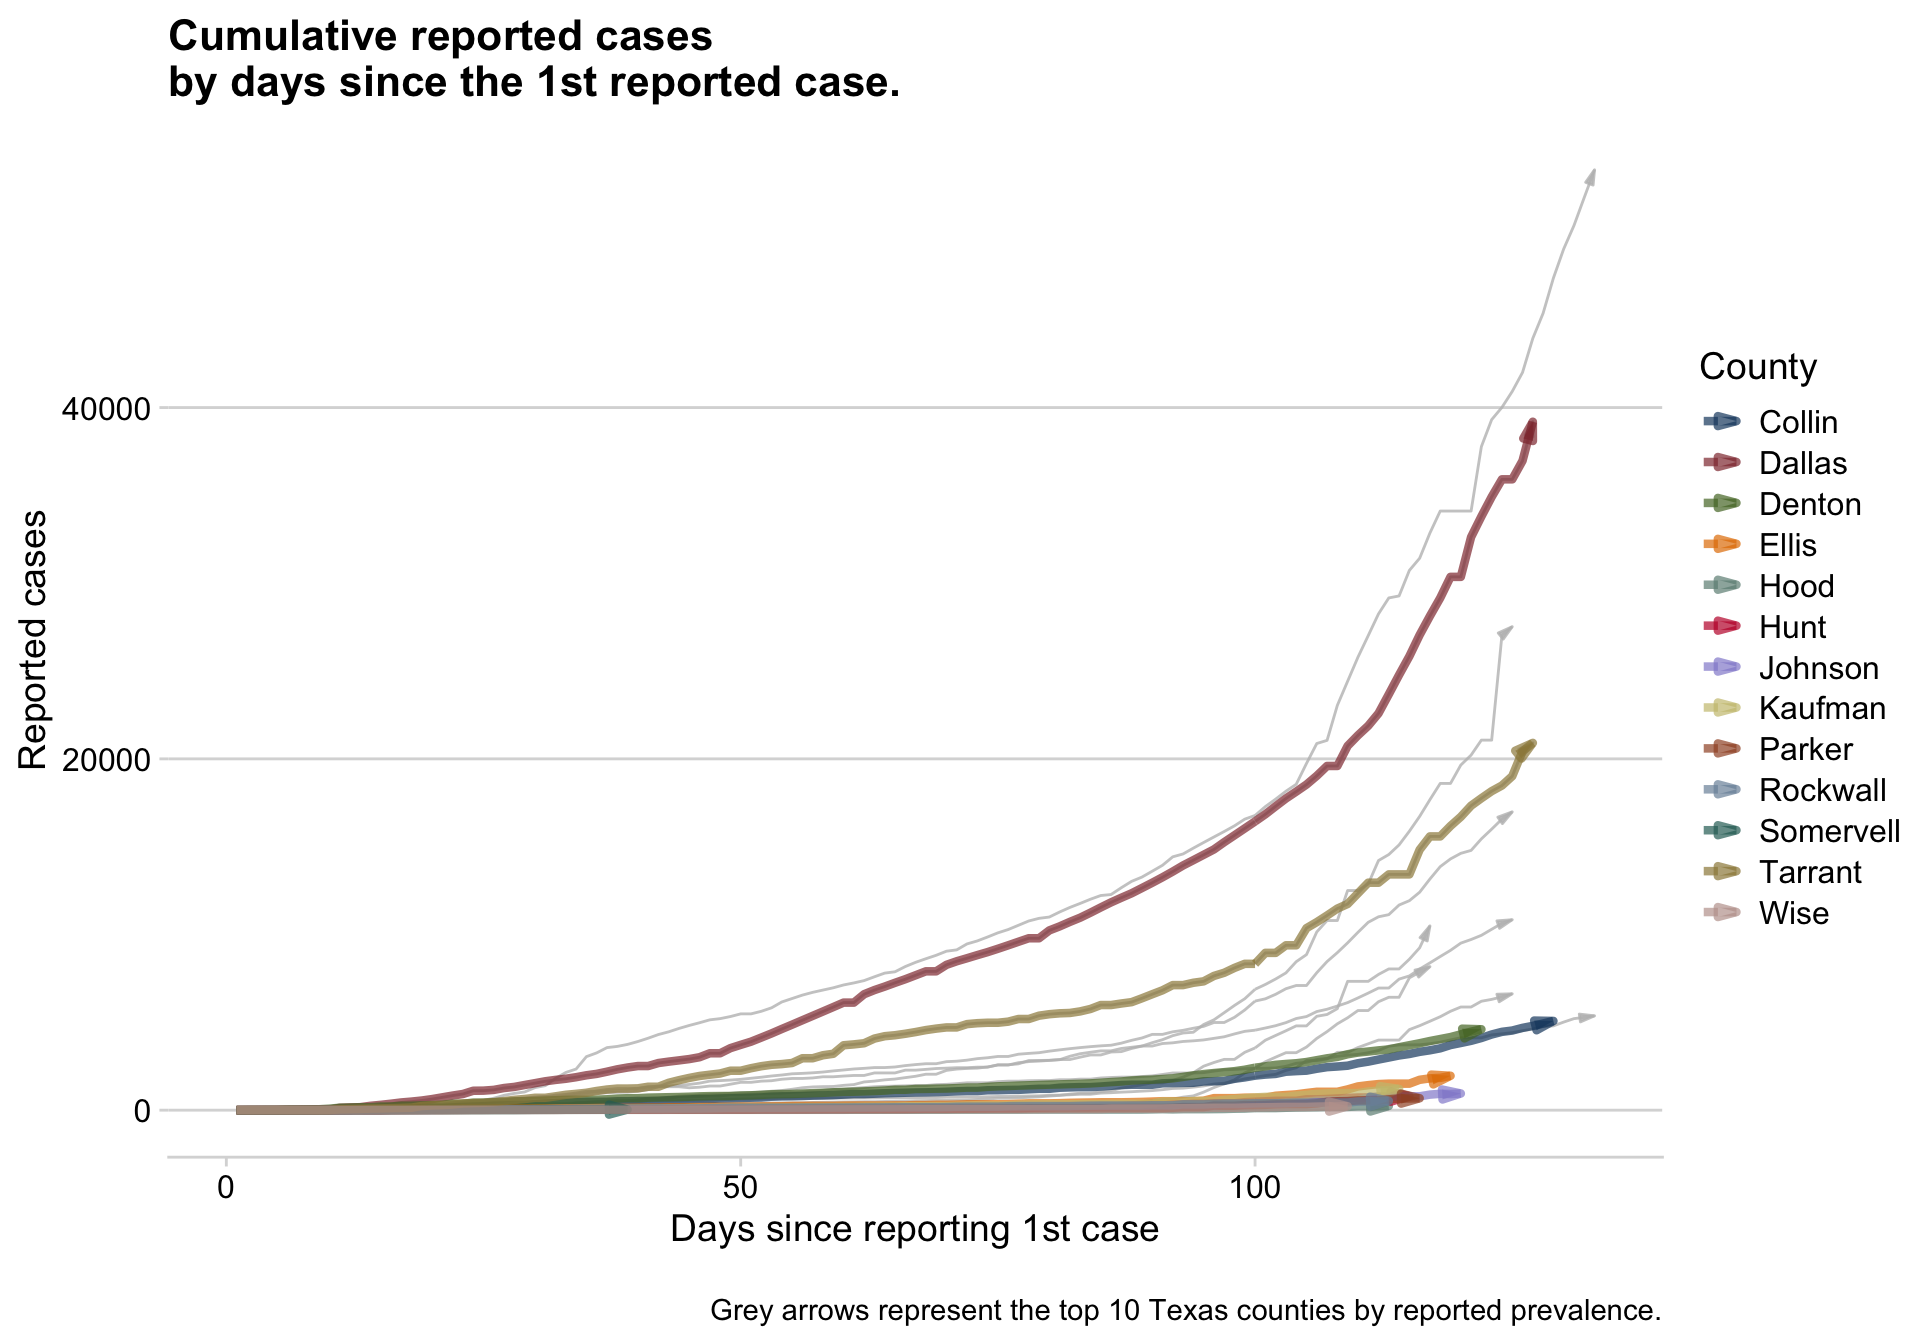 Cumulative reported cases
by days since the 1st reported case.
Reported cases
40000
20000
0
0
50
100
Days since reporting 1st case
County
Collin
Dallas
Denton
Ellis
Hood
Hunt
Johnson
Kaufman
Parker
Rockwall
Somervell
Tarrant
Wise
Grey arrows represent the top 10 Texas counties by reported prevalence.